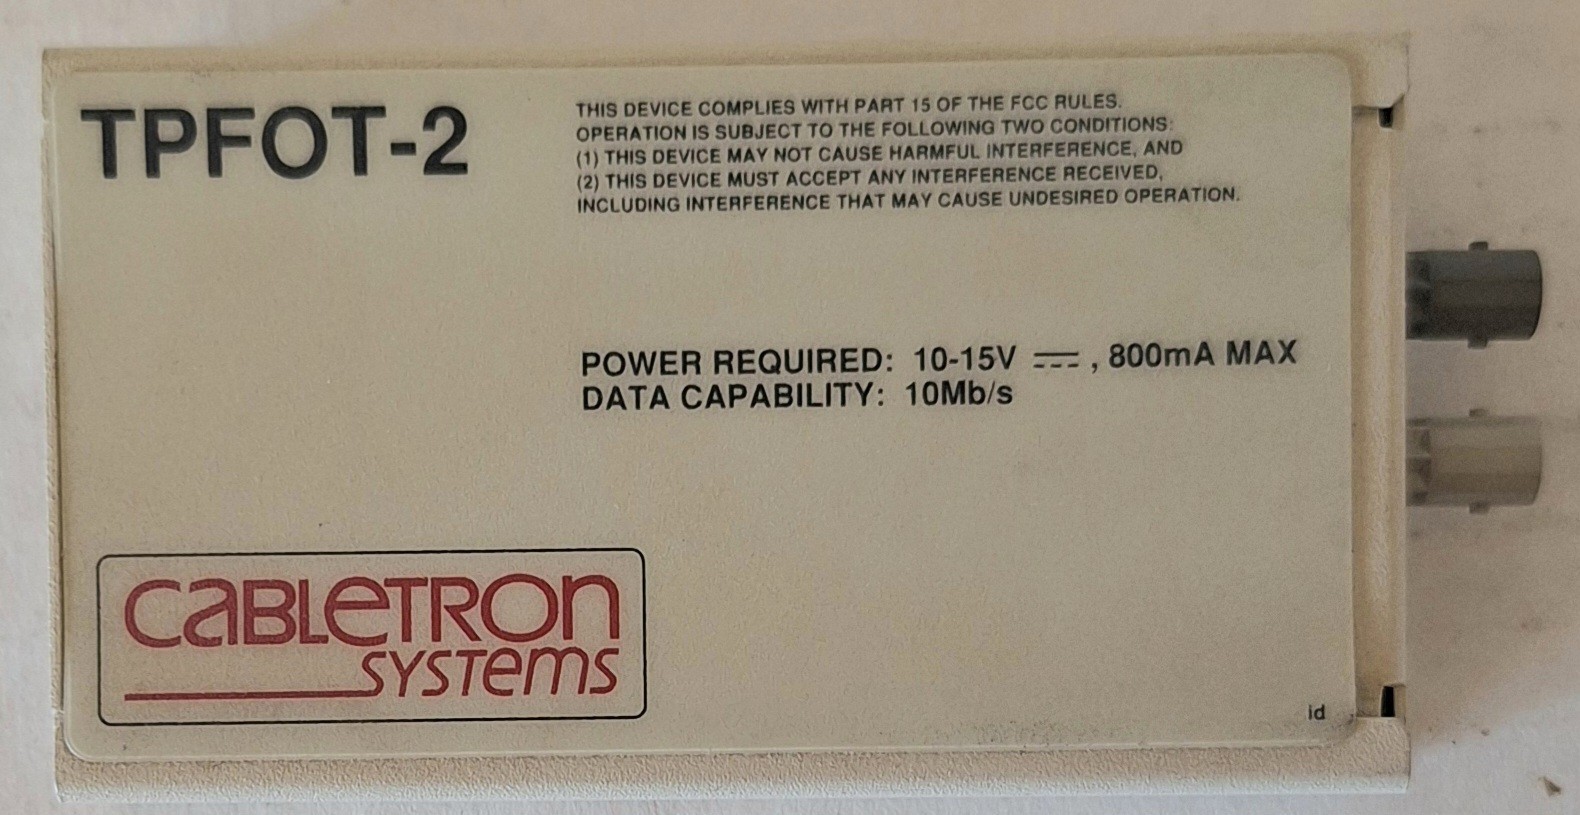 TPFOT-2
THIS DEVICE COMPLIES WITH PART 15 OF THE FCC RULES.
OPERATION IS SUBJECT TO THE FOLLOWING TWO CONDITIONS:
(1) THIS DEVICE MAY NOT CAUSE HARMFUL INTERFERENCE, AND
(2) THIS DEVICE MUST ACCEPT ANY INTERFERENCE RECEIVED,
INCLUDING INTERFERENCE THAT MAY CAUSE UNDESIRED OPERATION.
POWER REQUIRED: 10-15V ⎓, 800mA MAX
DATA CAPABILITY: 10Mb/s
CABLETRON
SYSTEMS
id